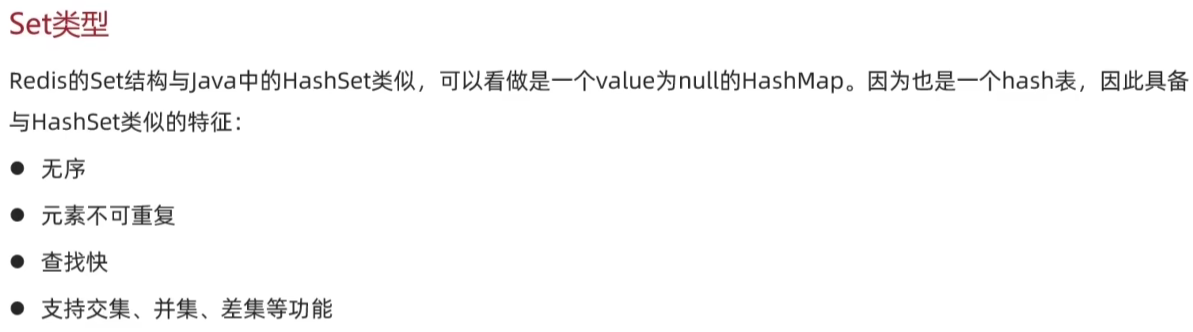 Set类型
Redis的Set结构与Java中的HashSet类似，可以看做是一个value为null的HashMap。因为也是一个hash表，因此具备
与HashSet类似的特征：
● 无序
● 元素不可重复
● 查找快
● 支持交集、并集、差集等功能